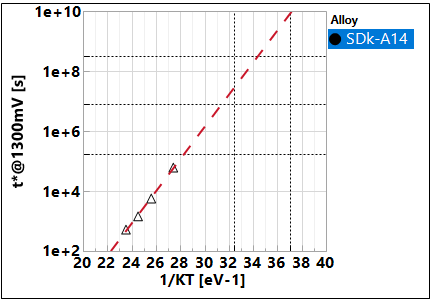 1e+10
1e+8
1e+6
1e+4
1e+2
t*@1300mV [s]
20 22 24 26 28 30 32 34 36 38 40
1/KT [eV-1]
Alloy
SDk-A14